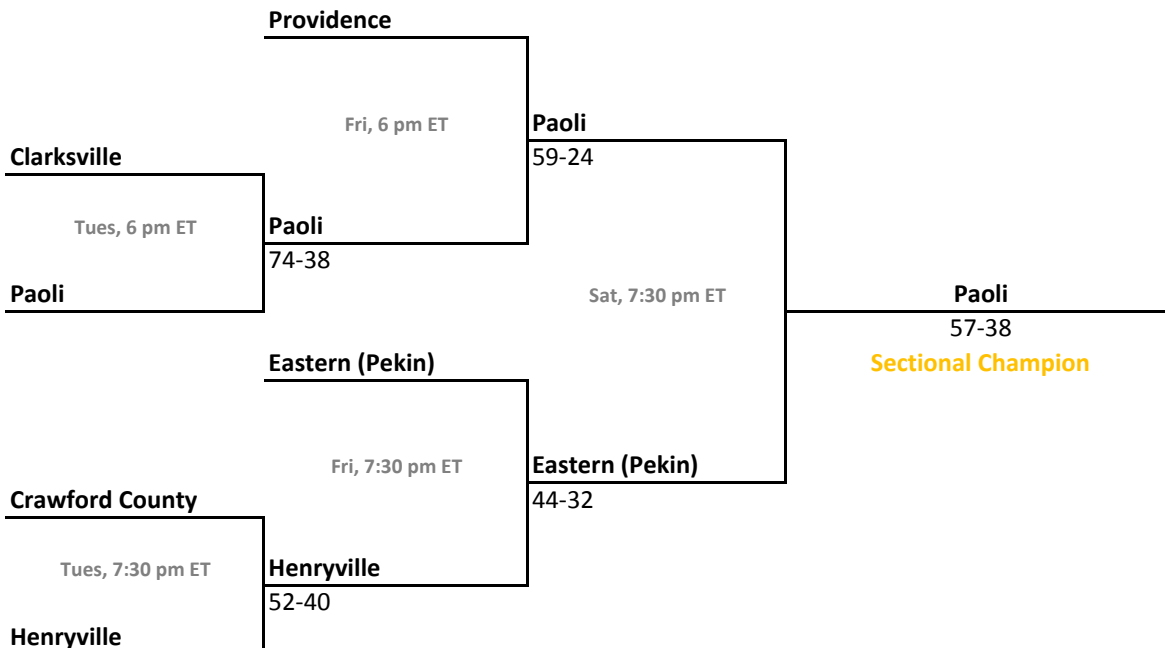 Providence
Fri, 6 pm ET
Paoli
59-24
Clarksville
Tues, 6 pm ET
Paoli
74-38
Paoli
Sat, 7:30 pm ET
Paoli
57-38
Sectional Champion
Eastern (Pekin)
Fri, 7:30 pm ET
Eastern (Pekin)
44-32
Crawford County
Tues, 7:30 pm ET
Henryville
52-40
Henryville